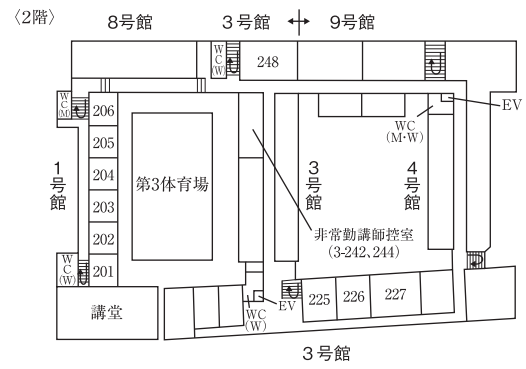 〈2階〉
8号館
3号館
9号館
WC(W)
248
WC(M)
206
EV
WC
(M·W)
205
1号館
204
第3体育場
3号館
4号館
203
202
非常勤講師控室
(3-242、244)
WC(W)
201
講堂
WC
(W)
EV
225
226
227
3号館